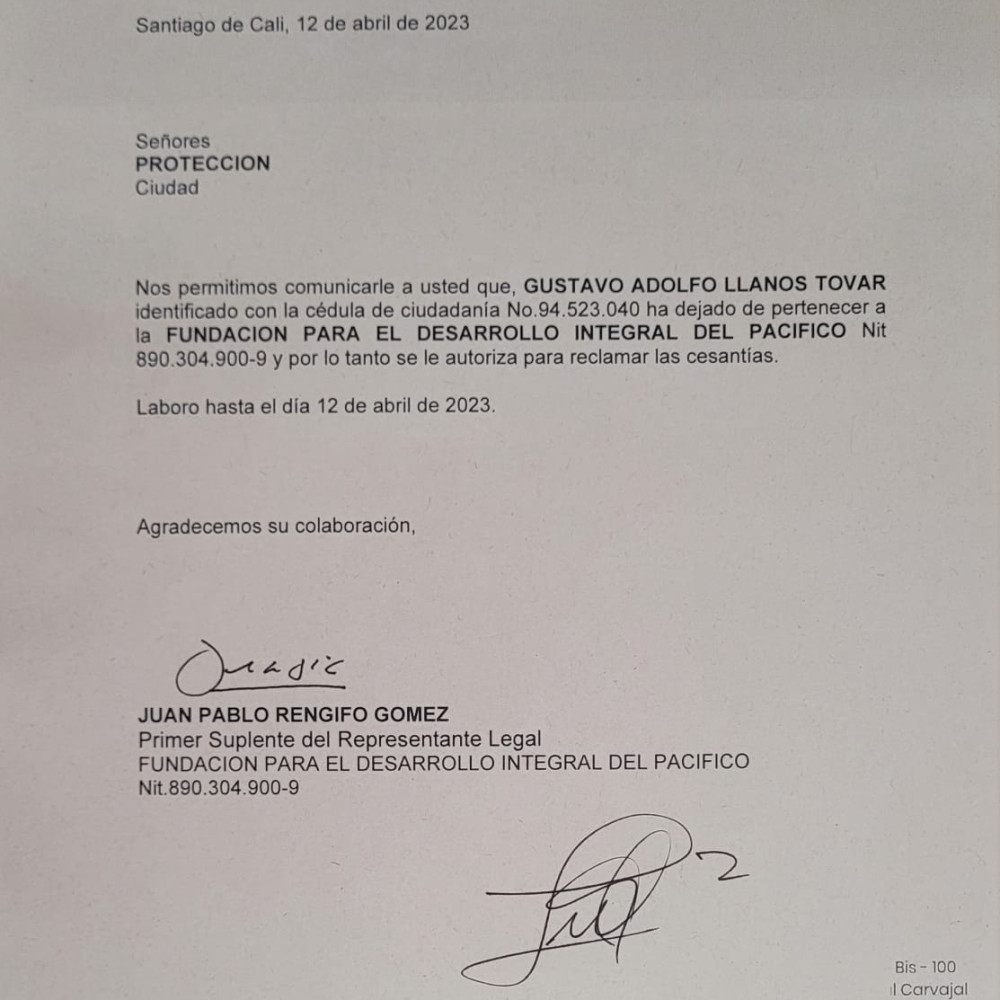 Santiago de Cali, 12 de abril de 2023
Señores
PROTECCION
Ciudad
Nos permitimos comunicarle a usted que, GUSTAVO ADOLFO LLANOS TOVAR
identificado con la cédula de ciudadanía No.94.523.040 ha dejado de pertenecer a
la FUNDACION PARA EL DESARROLLO INTEGRAL DEL PACIFICO Nit
890.304.900-9 y por lo tanto se le autoriza para reclamar las cesantías.
Laboro hasta el día 12 de abril de 2023.
Agradecemos su colaboración,
JUAN PABLO RENGIFO GOMEZ
Primer Suplente del Representante Legal
FUNDACION PARA EL DESARROLLO INTEGRAL DEL PACIFICO
Nit.890.304.900-9
Bis - 100
l Carvajal